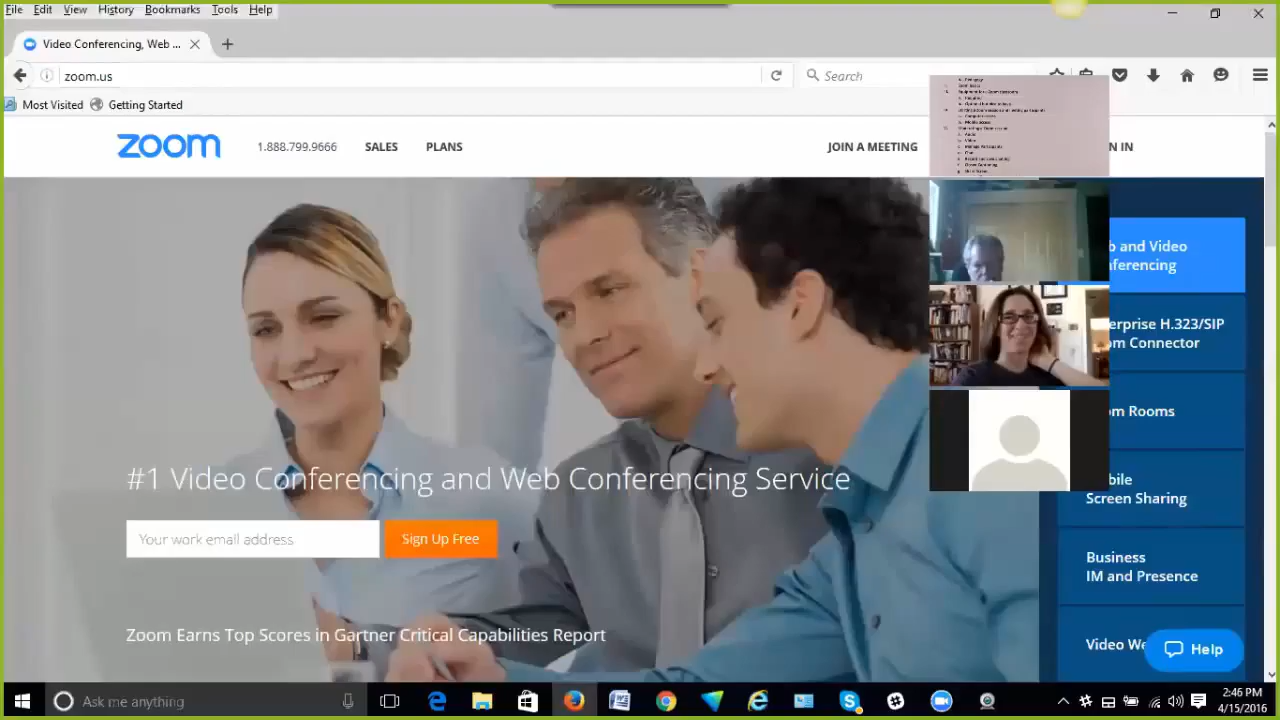 File Edit View History Bookmarks Tools Help
Video Conferencing, Web ...
zoom.us
Search
Most Visited Getting Started
zoom 1.888.799.9666 SALES PLANS JOIN A MEETING N IN
b and Video
ferencing
erprise H.323/SIP
om Connector
om Rooms
bile
Screen Sharing
Business
IM and Presence
Video We
#1 Video Conferencing and Web Conferencing Service
Your work email address Sign Up Free
Zoom Earns Top Scores in Gartner Critical Capabilities Report
Help
Ask me anything
2:46 PM
4/15/2016